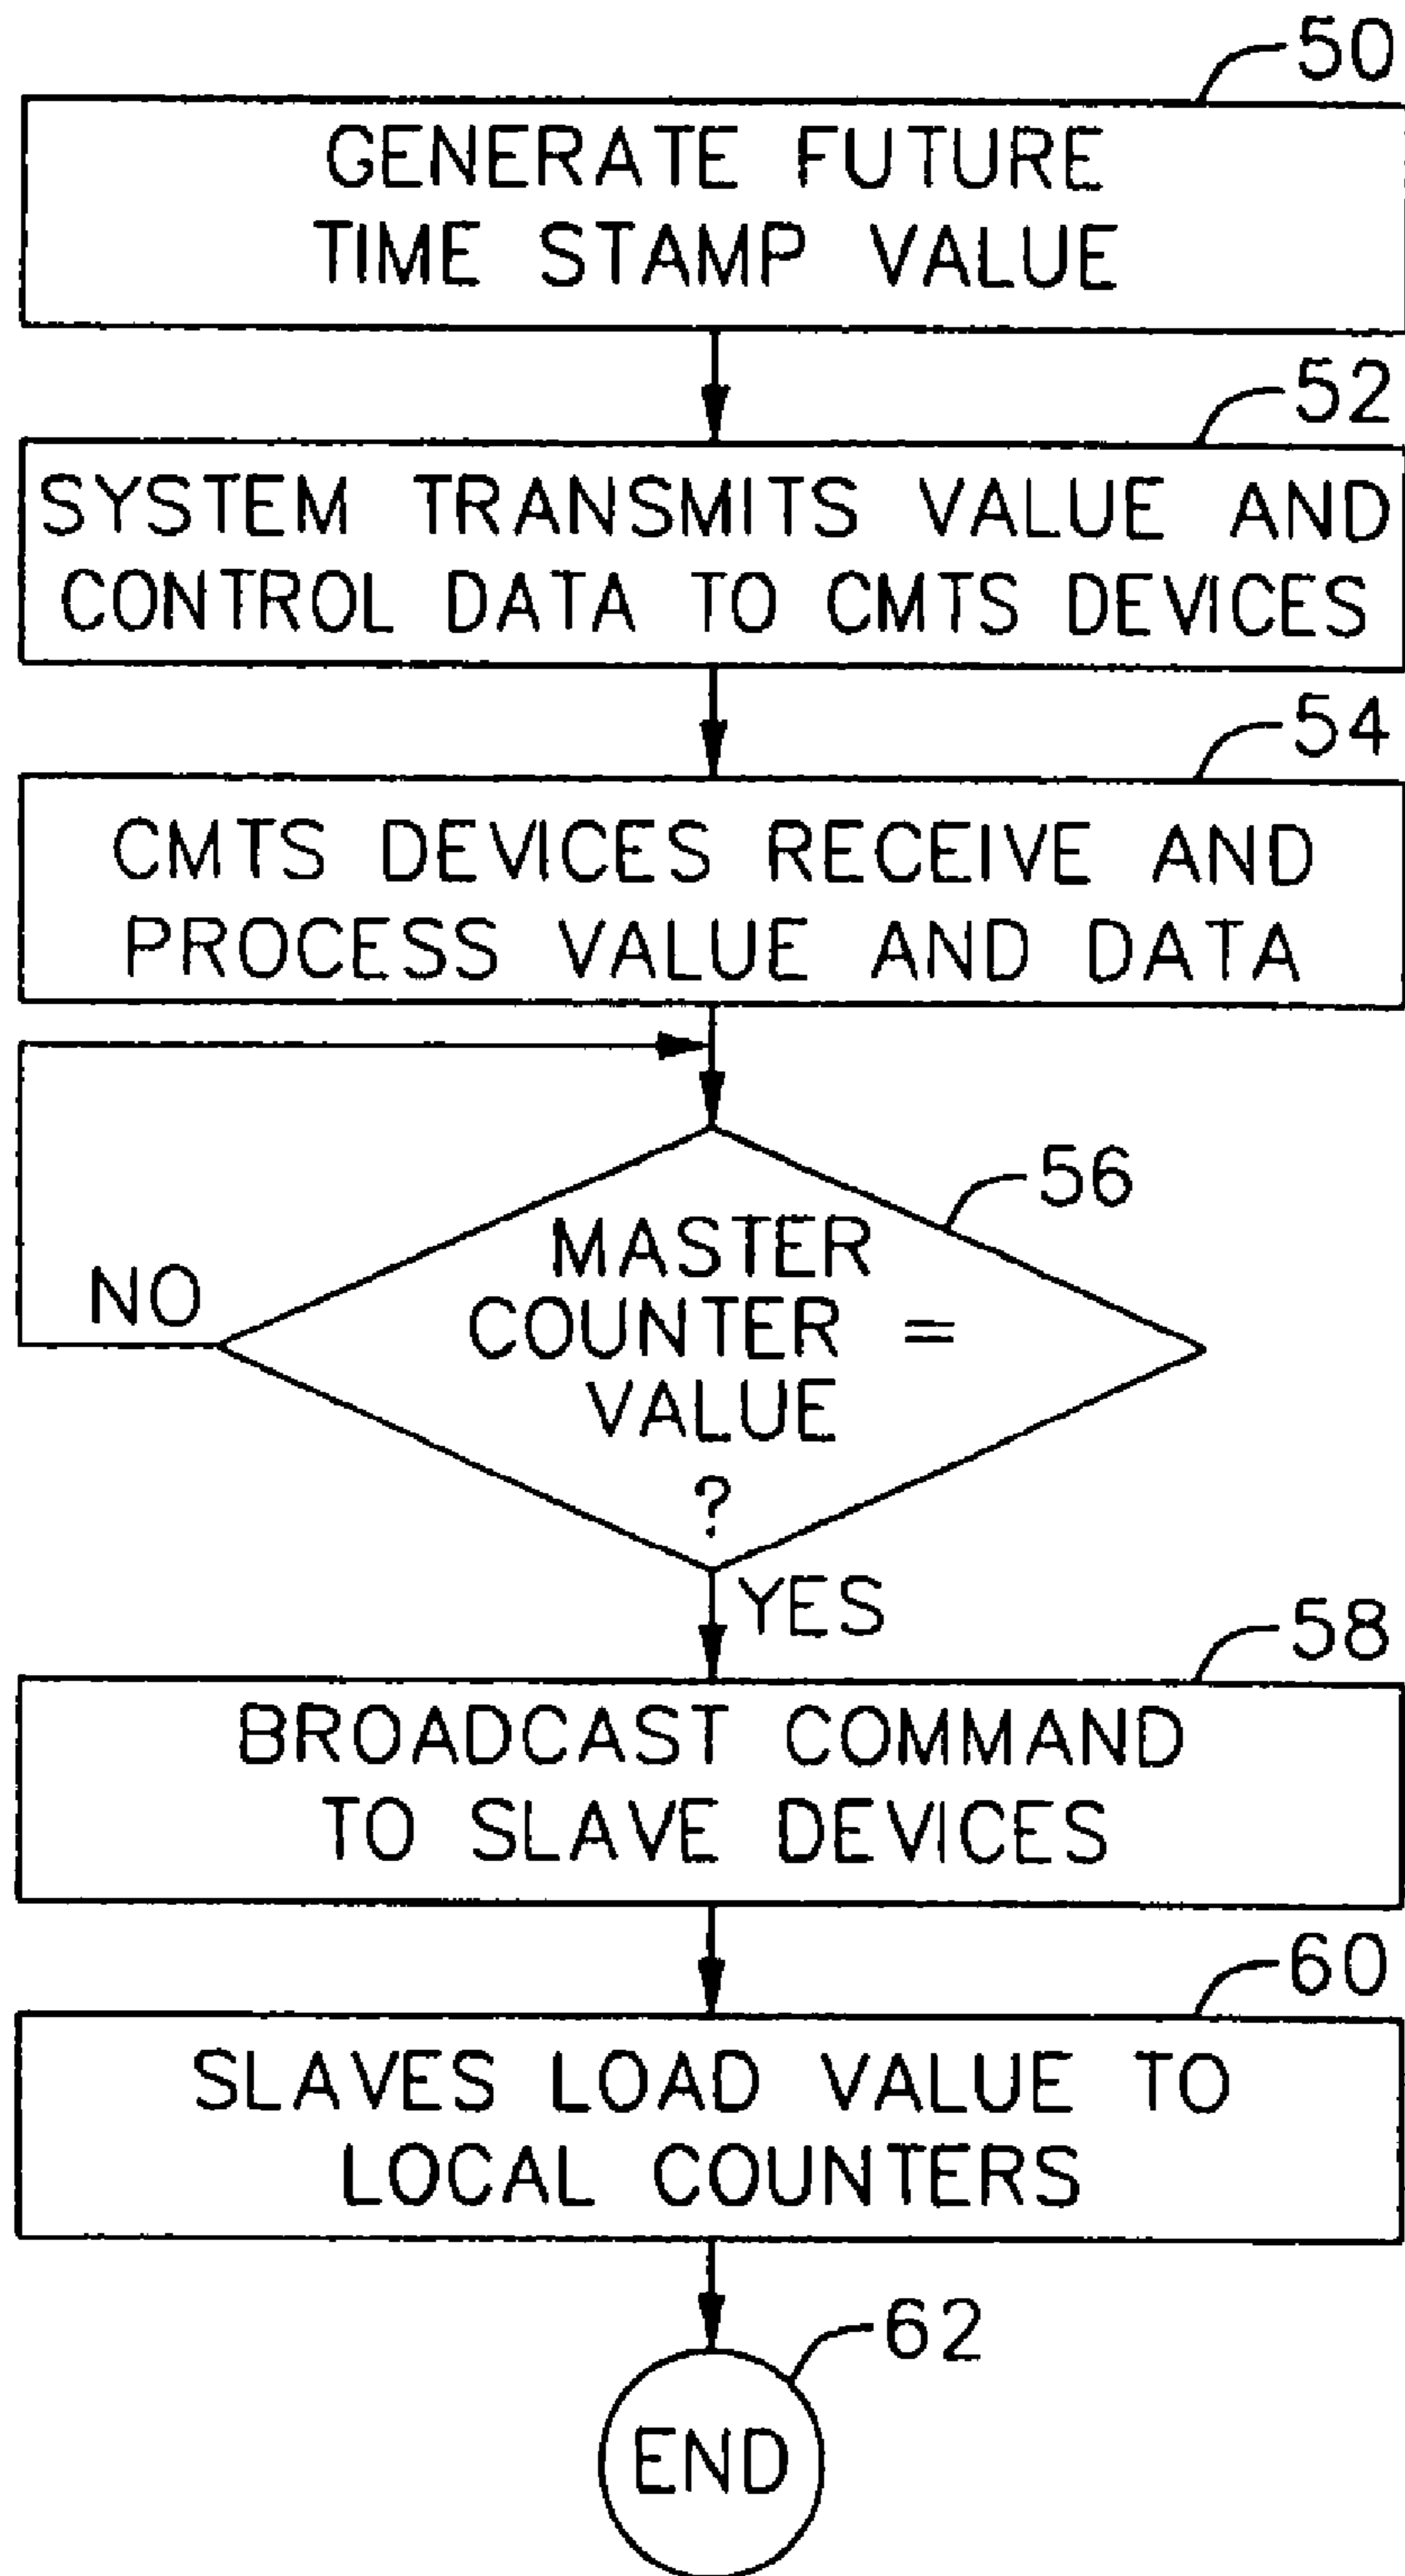 50
GENERATE FUTURE
TIME STAMP VALUE
52
SYSTEM TRANSMITS VALUE AND
CONTROL DATA TO CMTS DEVICES
54
CMTS DEVICES RECEIVE AND
PROCESS VALUE AND DATA
56
MASTER
COUNTER =
VALUE
?
NO
YES
58
BROADCAST COMMAND
TO SLAVE DEVICES
60
SLAVES LOAD VALUE TO
LOCAL COUNTERS
62
END